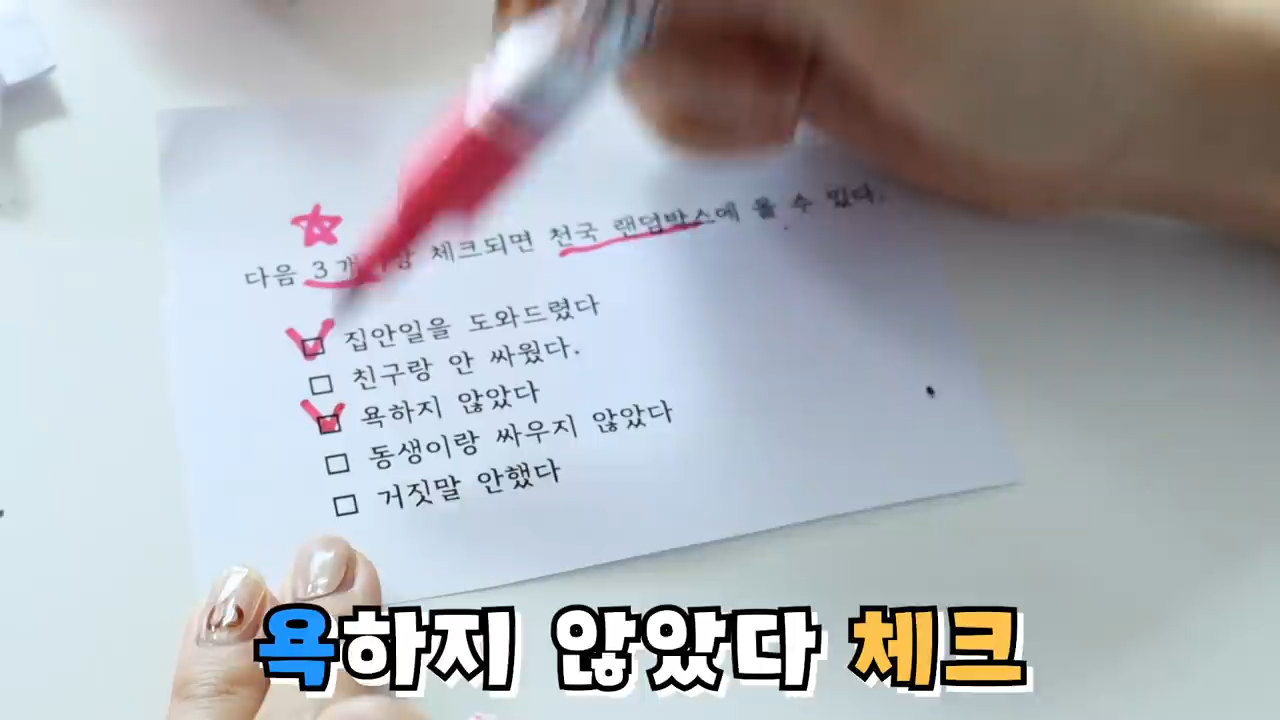 다음 3개이상 체크되면 천국 랜덤박스에 올 수 있다.
집안일을 도와드렸다
친구랑 안 싸웠다.
욕하지 않았다
동생이랑 싸우지 않았다
거짓말 안했다
욕하지 않았다 체크